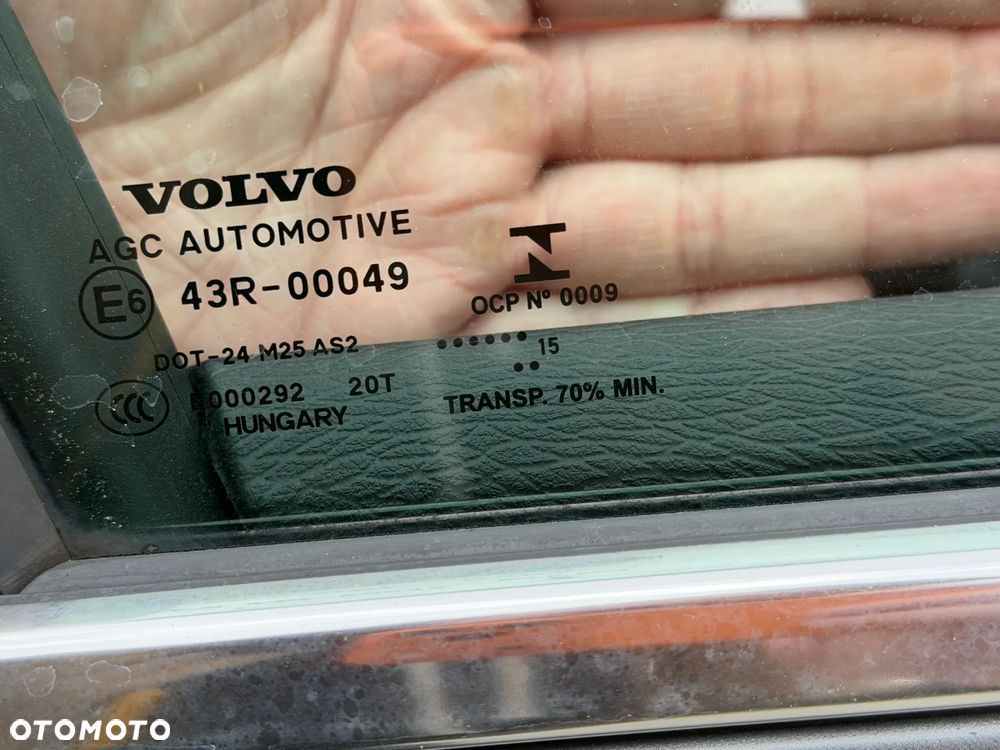 VOLVO
AGC AUTOMOTIVE
E6 43R-00049
OCP Nº 0009
DOT-24 M25 AS2
•••••• 15
••
CCC E000292 20T
HUNGARY
TRANSP. 70% MIN.
OTOMOTO